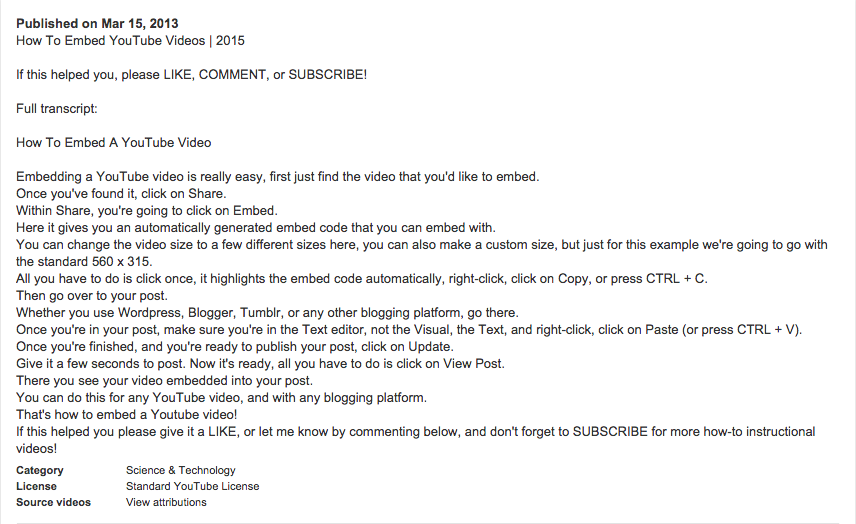 Published on Mar 15, 2013
How To Embed YouTube Videos | 2015
If this helped you, please LIKE, COMMENT, or SUBSCRIBE!
Full transcript:
How To Embed A YouTube Video
Embedding a YouTube video is really easy, first just find the video that you'd like to embed.
Once you've found it, click on Share.
Within Share, you're going to click on Embed.
Here it gives you an automatically generated embed code that you can embed with.
You can change the video size to a few different sizes here, you can also make a custom size, but just for this example we're going to go with
the standard 560 x 315.
All you have to do is click once, it highlights the embed code automatically, right-click, click on Copy, or press CTRL + C.
Then go over to your post.
Whether you use Wordpress, Blogger, Tumblr, or any other blogging platform, go there.
Once you're in your post, make sure you're in the Text editor, not the Visual, the Text, and right-click, click on Paste (or press CTRL + V).
Once you're finished, and you're ready to publish your post, click on Update.
Give it a few seconds to post. Now it's ready, all you have to do is click on View Post.
There you see your video embedded into your post.
You can do this for any YouTube video, and with any blogging platform.
That's how to embed a Youtube video!
If this helped you please give it a LIKE, or let me know by commenting below, and don't forget to SUBSCRIBE for more how-to instructional
videos!
Category Science & Technology
License Standard YouTube License
Source videos View attributions